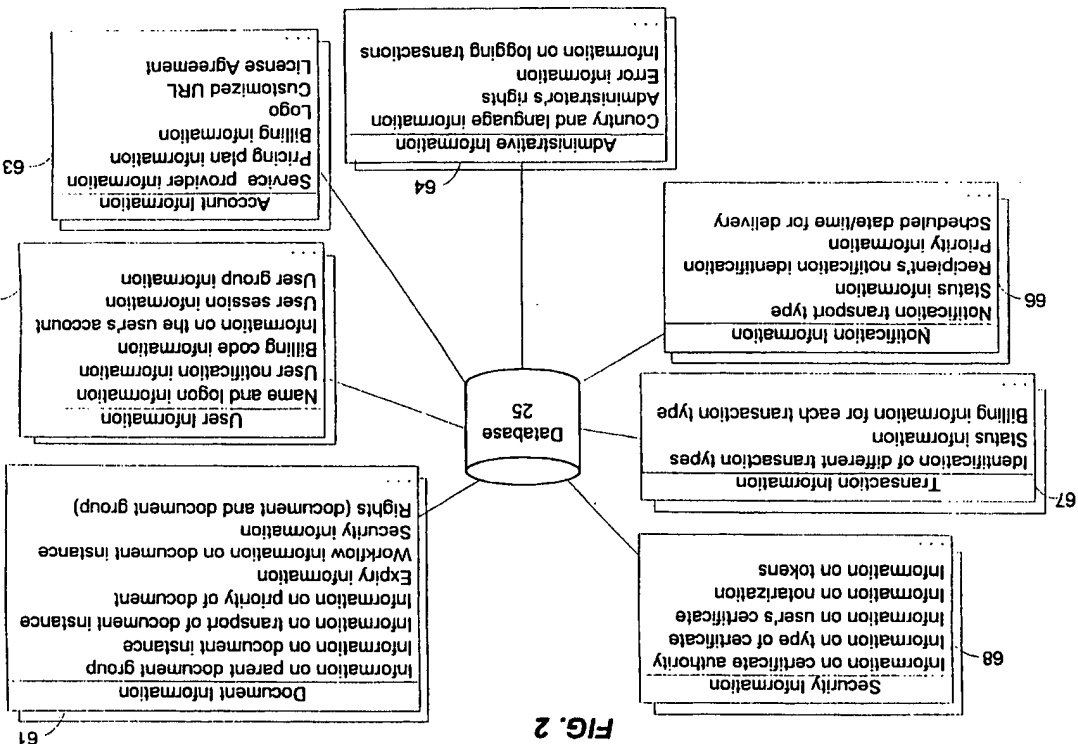 FIG. 2
61
Document Information
Information on parent document group
Information on document instance
Information on transport of document instance
Information on priority of document
Expiry information
Workflow information on document instance
Security information
Rights (document and document group)
. . .
Security Information
Information on certificate authority
Information on type of certificate
Information on user's certificate
Information on notarization
Information on tokens
. . .
68
User Information
Name and logon information
User notification information
Billing code information
Information on the user's account
User session information
User group information
. . .
Database
25
Transaction Information
Identification of different transaction types
Status information
Billing information for each transaction type
. . .
67
Notification Information
Notification transport type
Status information
Recipient's notification identification
Priority information
Scheduled date/time for delivery
. . .
66
Account Information
Service provider information
Pricing plan information
Billing information
Logo
Customized URL
License Agreement
. . .
63
64
Administrative Information
Country and language information
Administrator's rights
Error information
Information on logging transactions
. . .